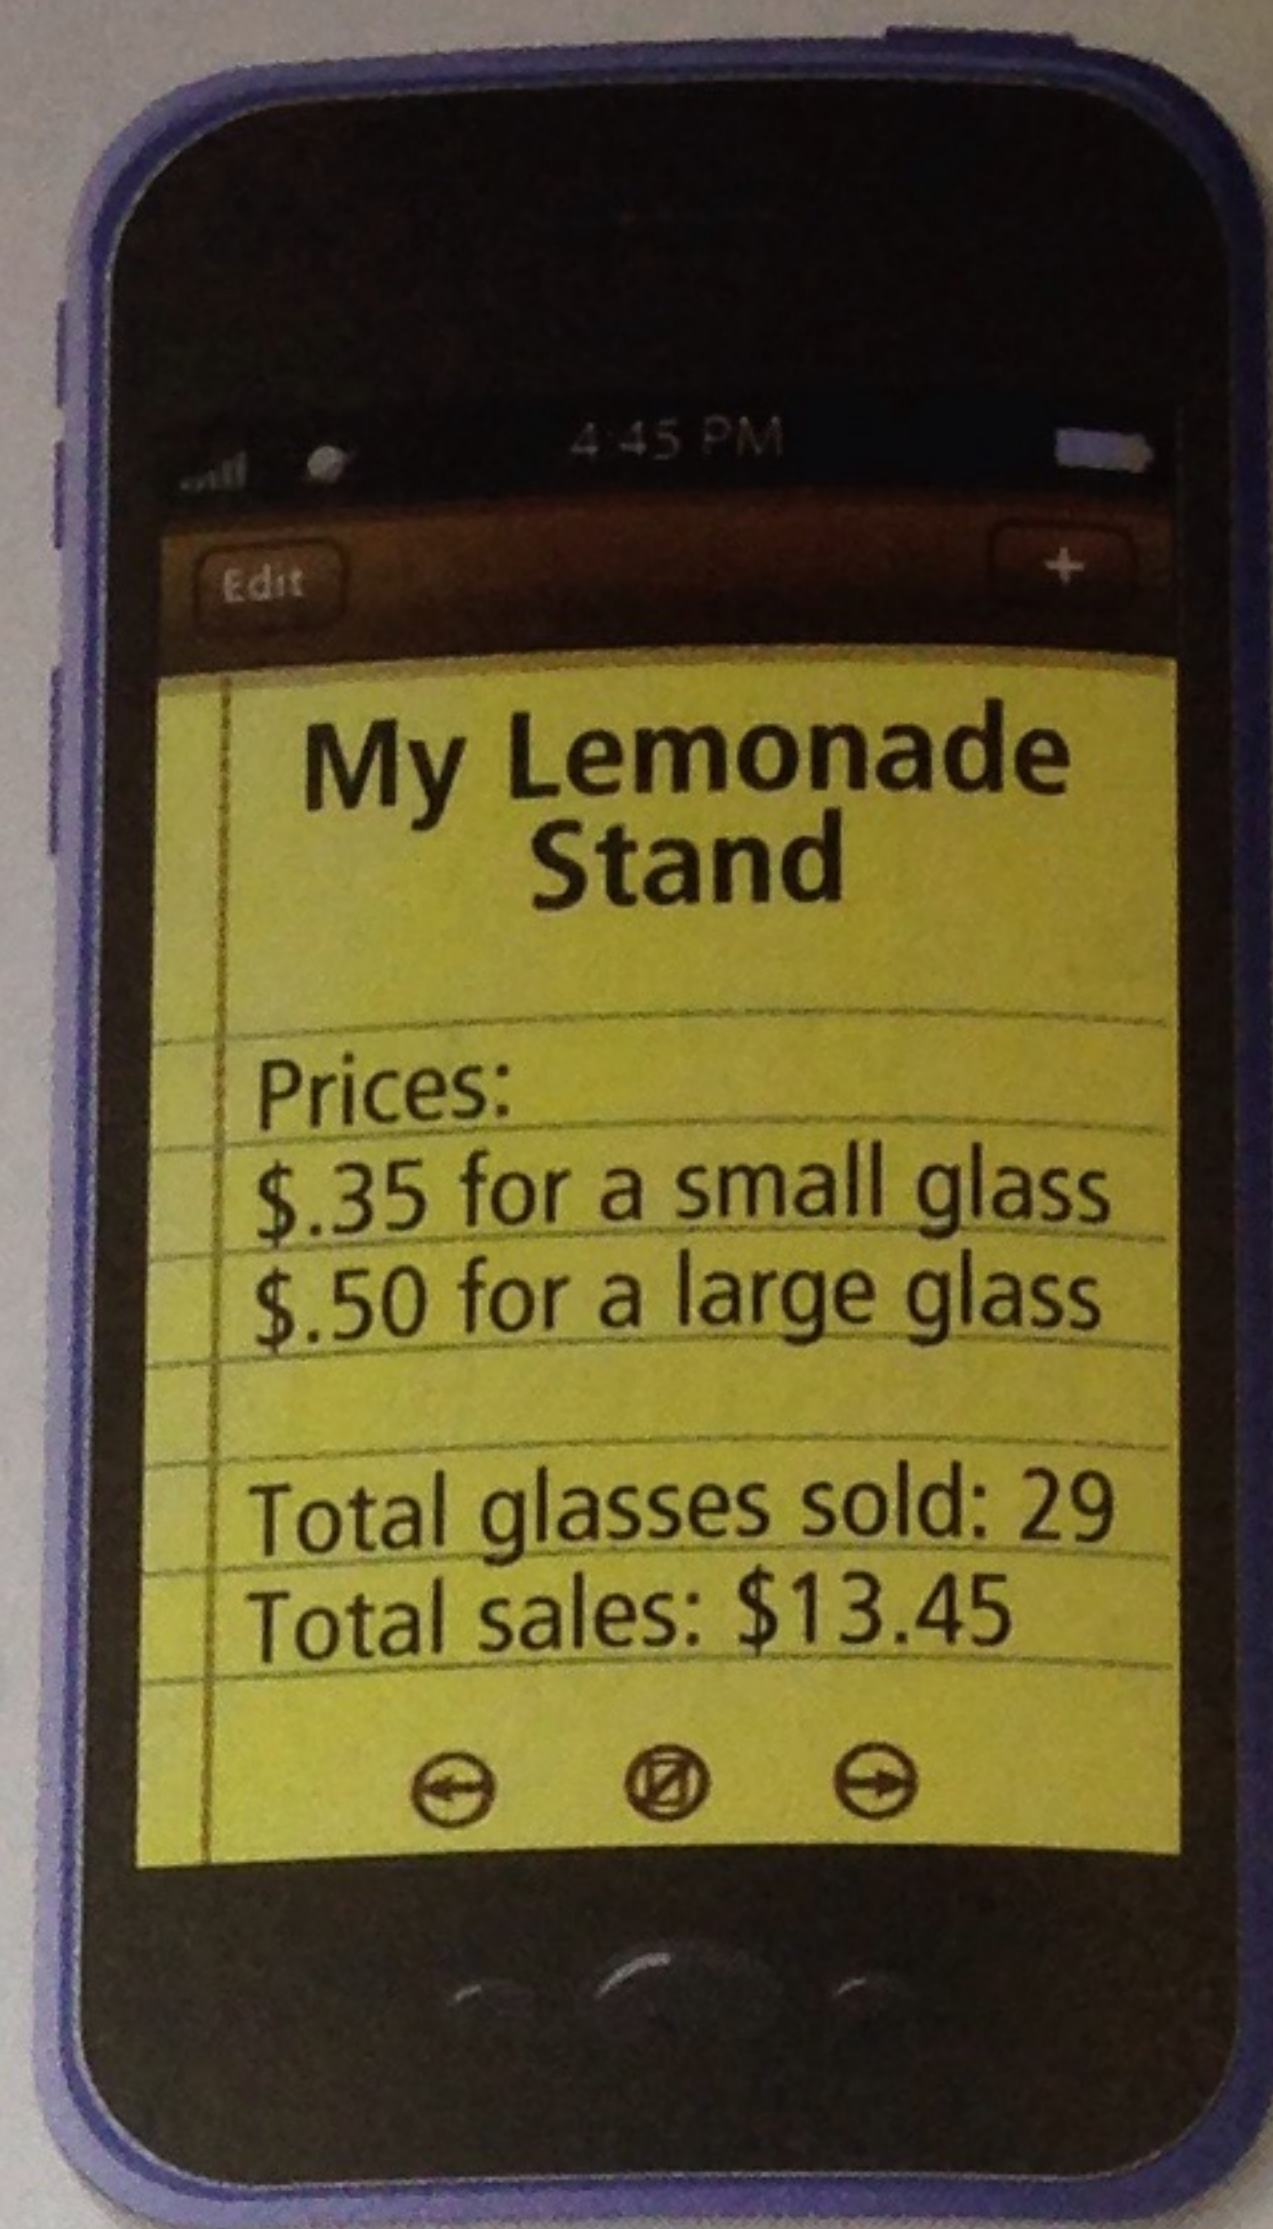 4:45 PM
Edit
+
My Lemonade
Stand
Prices:
$.35 for a small glass
$.50 for a large glass
Total glasses sold: 29
Total sales: $13.45